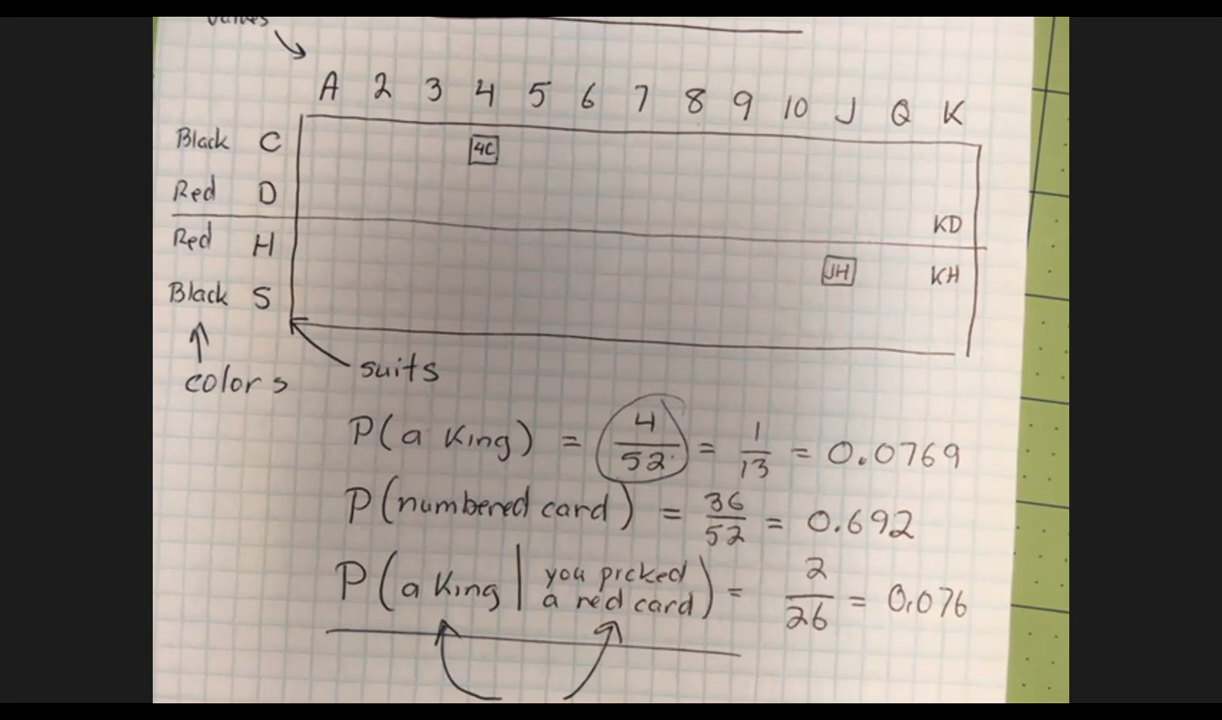 values
A 2 3 4 5 6 7 8 9 10 J Q K
Black C 4C
Red D KD
Red H JH KH
Black S
suits
colors
P(a King) = 4/52 = 1/13 = 0.0769
P(numbered card) = 36/52 = 0.692
P(a King | you picked a red card) = 2/26 = 0.076